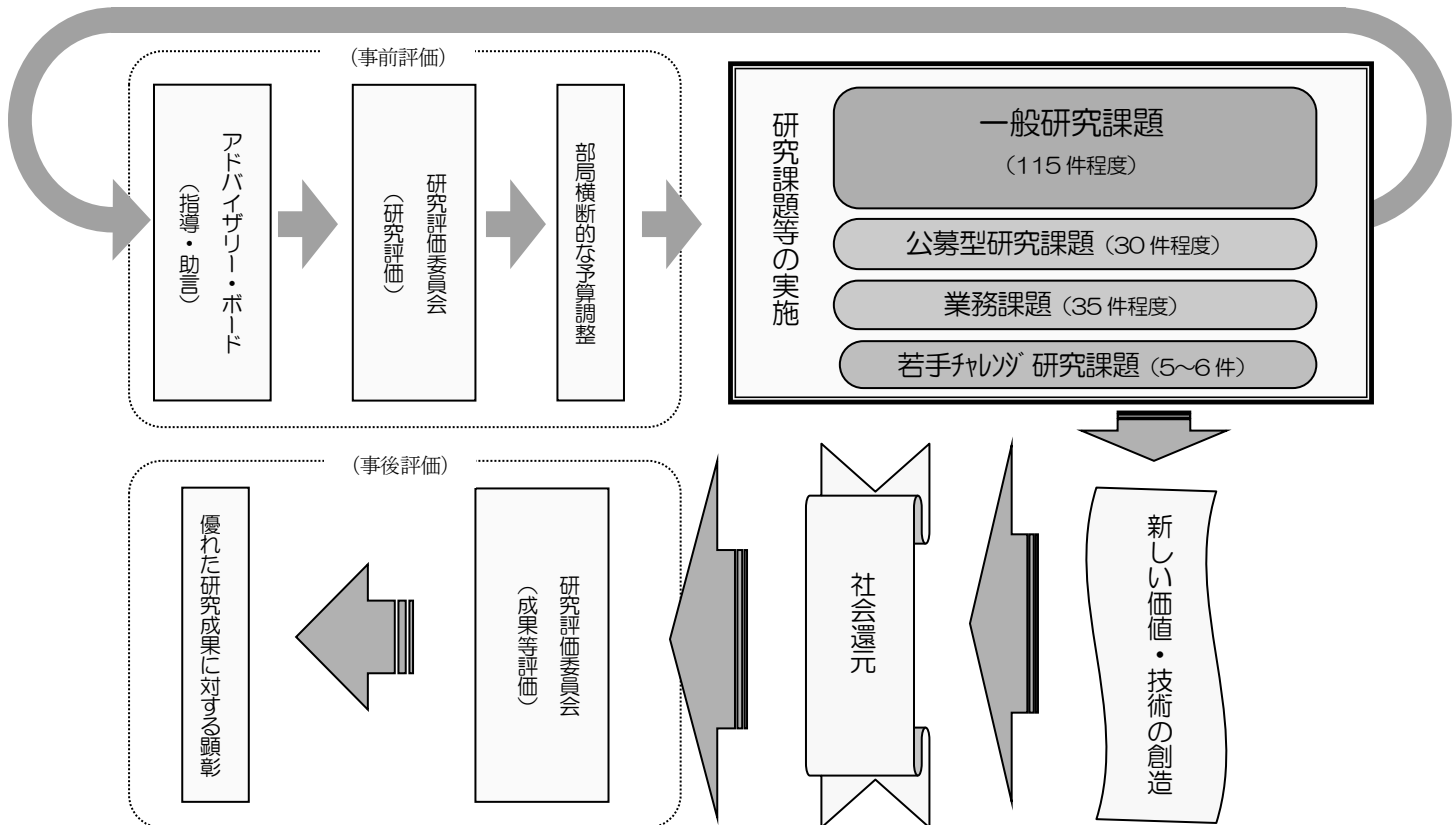 (事前評価)
アドバイザリー・ボード
（指導・助言）
研究評価委員会
（研究評価）
部局横断的な予算調整
研究課題等の実施
一般研究課題
（115 件程度）
公募型研究課題（30 件程度）
業務課題（35 件程度）
若手ﾁｬﾚﾝｼﾞ 研究課題（5～6 件）
新しい価値・技術の創造
社会還元
(事後評価)
研究評価委員会
（成果等評価）
優れた研究成果に対する顕彰